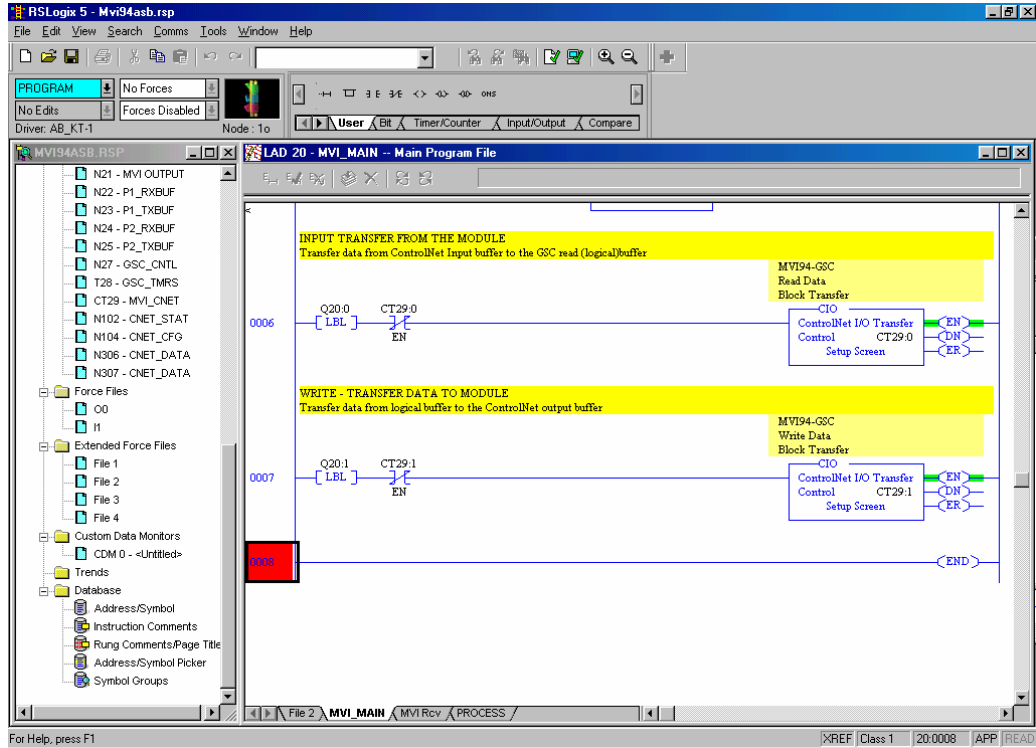 RSLogix 5 - Mvi94asb.rsp
File Edit View Search Comms Tools Window Help
PROGRAM No Forces
No Edits Forces Disabled
Driver: AB_KT-1 Node : 1o
ONS
User Bit Timer/Counter Input/Output Compare
MVI94ASB.RSP
N21 - MVI OUTPUT
N22 - P1_RXBUF
N23 - P1_TXBUF
N24 - P2_RXBUF
N25 - P2_TXBUF
N27 - GSC_CNTL
T28 - GSC_TMRS
CT29 - MVI_CNET
N102 - CNET_STAT
N104 - CNET_CFG
N306 - CNET_DATA
N307 - CNET_DATA
Force Files
O0
I1
Extended Force Files
File 1
File 2
File 3
File 4
Custom Data Monitors
CDM 0 - <Untitled>
Trends
Database
Address/Symbol
Instruction Comments
Rung Comments/Page Title
Address/Symbol Picker
Symbol Groups
LAD 20 - MVI_MAIN -- Main Program File
<
INPUT TRANSFER FROM THE MODULE
Transfer data from ControlNet Input buffer to the GSC read (logical)buffer
MVI94-GSC
Read Data
Block Transfer
Q20:0 CT29:0 CIO
0006 LBL ControlNet I/O Transfer EN
EN Control CT29:0 DN
Setup Screen ER
WRITE - TRANSFER DATA TO MODULE
Transfer data from logical buffer to the ControlNet output buffer
MVI94-GSC
Write Data
Block Transfer
Q20:1 CT29:1 CIO
0007 LBL ControlNet I/O Transfer EN
EN Control CT29:1 DN
Setup Screen ER
0008 END
File 2 MVI_MAIN MVI Rcv PROCESS
For Help, press F1 XREF Class 1 20:0008 APP READ